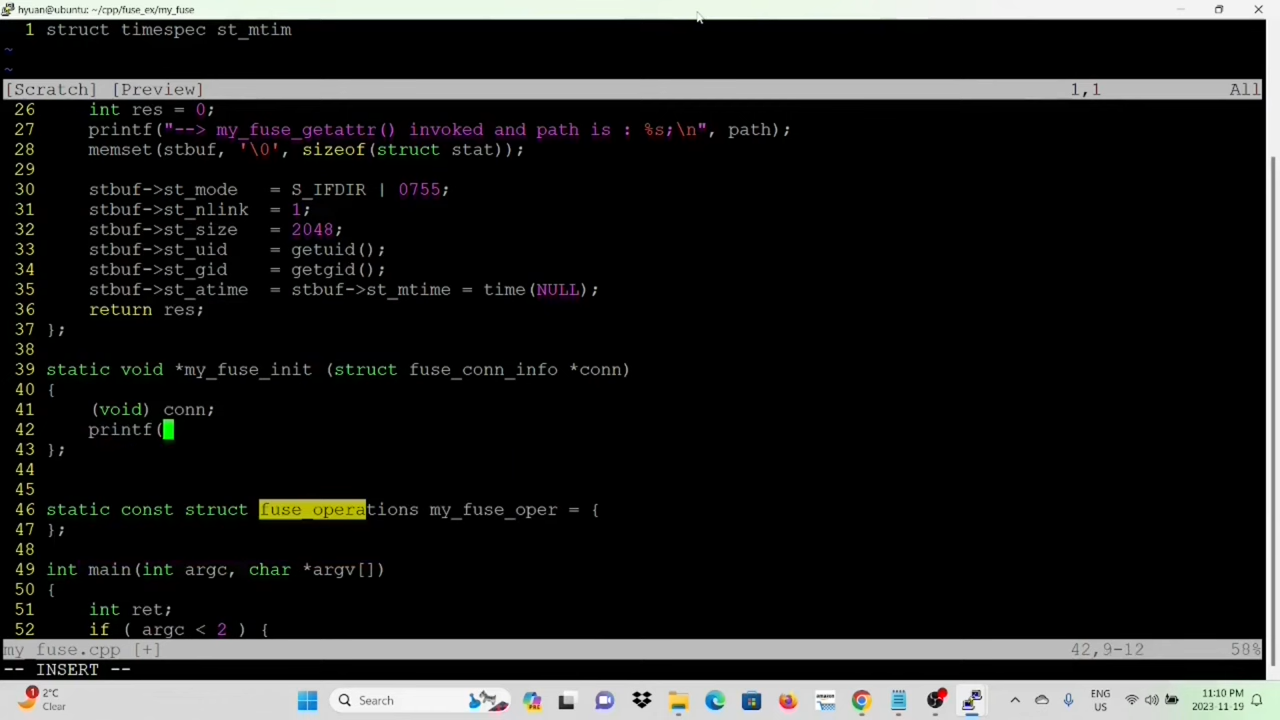 hyuan@ubuntu: ~/cpp/fuse_ex/my_fuse
1 struct timespec st_mtim
~
~
[Scratch] [Preview] 1,1 All
26 int res = 0;
27 printf("--> my_fuse_getattr() invoked and path is : %s;\n", path);
28 memset(stbuf, '\0', sizeof(struct stat));
29
30 stbuf->st_mode = S_IFDIR | 0755;
31 stbuf->st_nlink = 1;
32 stbuf->st_size = 2048;
33 stbuf->st_uid = getuid();
34 stbuf->st_gid = getgid();
35 stbuf->st_atime = stbuf->st_mtime = time(NULL);
36 return res;
37 };
38
39 static void *my_fuse_init (struct fuse_conn_info *conn)
40 {
41 (void) conn;
42 printf(
43 };
44
45
46 static const struct fuse_operations my_fuse_oper = {
47 };
48
49 int main(int argc, char *argv[])
50 {
51 int ret;
52 if ( argc < 2 ) {
my_fuse.cpp [+] 42,9-12 58%
-- INSERT --
1 2°C Clear Search ENG US 11:10 PM 2023-11-19